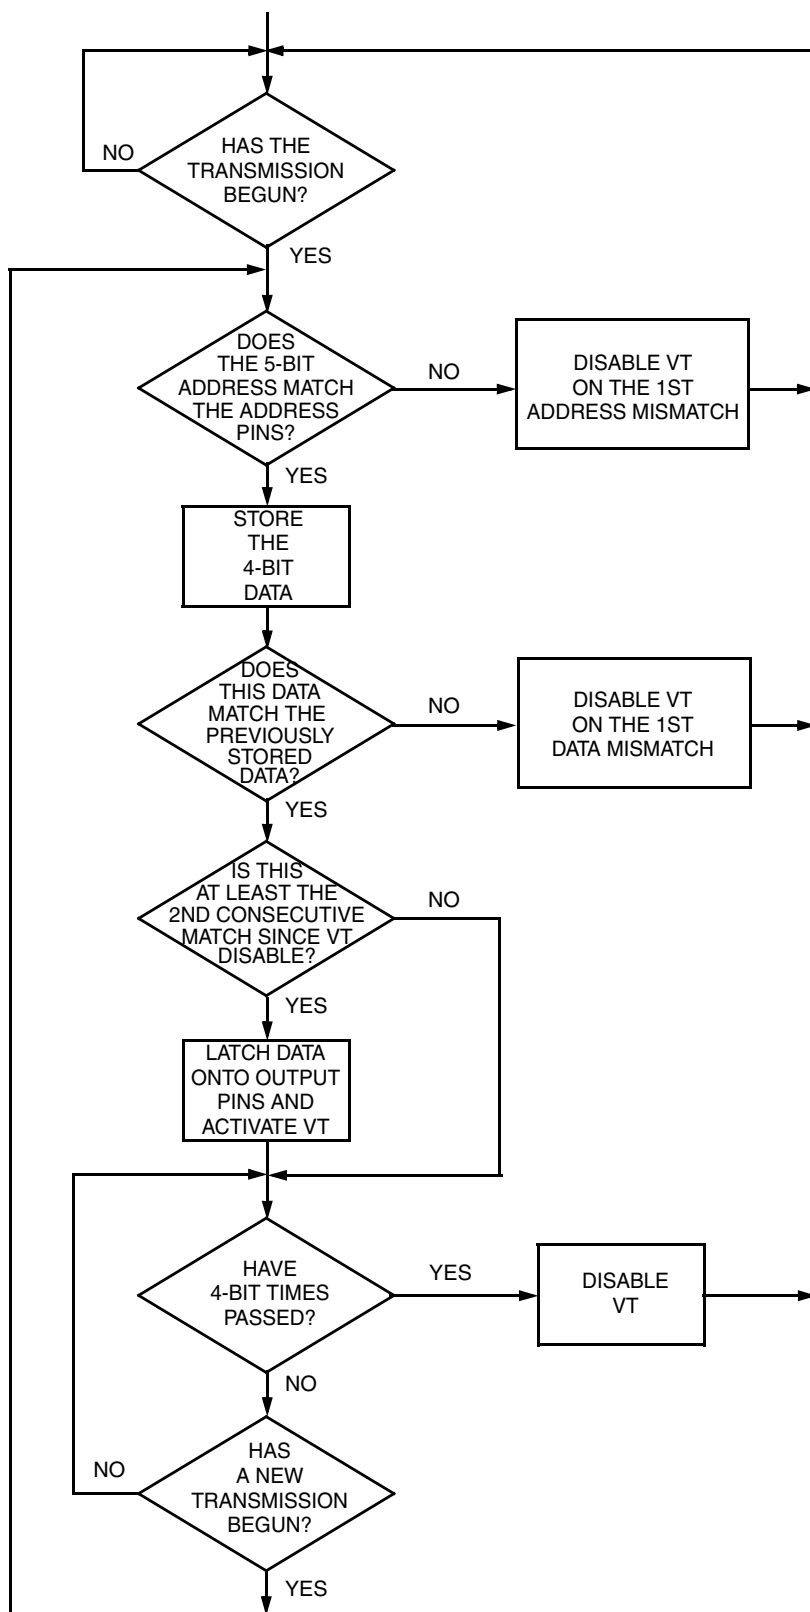 HAS THE
TRANSMISSION
BEGUN?
NO
YES
DOES
THE 5-BIT
ADDRESS MATCH
THE ADDRESS
PINS?
NO
DISABLE VT
ON THE 1ST
ADDRESS MISMATCH
YES
STORE
THE
4-BIT
DATA
DOES
THIS DATA
MATCH THE
PREVIOUSLY
STORED
DATA?
NO
DISABLE VT
ON THE 1ST
DATA MISMATCH
YES
IS THIS
AT LEAST THE
2ND CONSECUTIVE
MATCH SINCE VT
DISABLE?
NO
YES
LATCH DATA
ONTO OUTPUT
PINS AND
ACTIVATE VT
HAVE
4-BIT TIMES
PASSED?
YES
DISABLE
VT
NO
HAS
A NEW
TRANSMISSION
BEGUN?
NO
YES